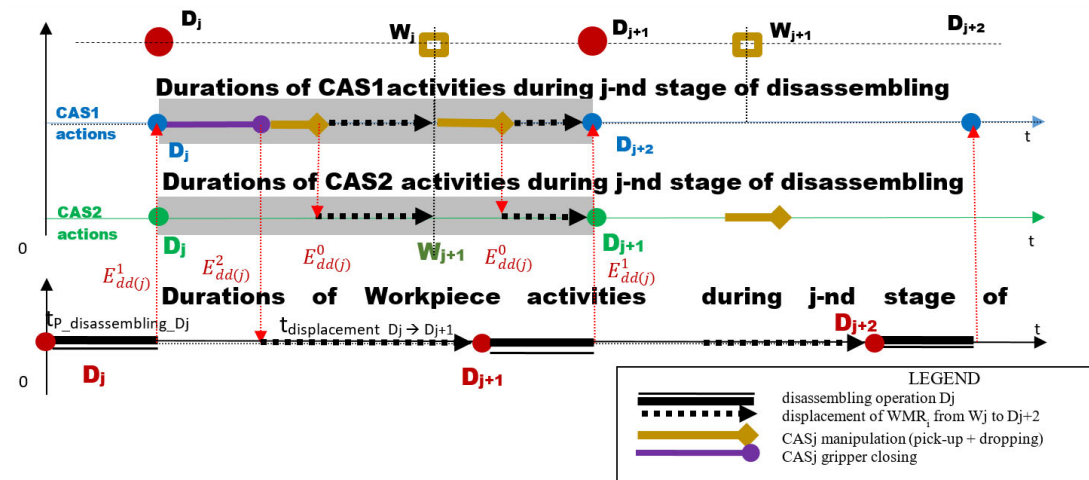 Dj
Wj
Dj+1
Wj+1
Dj+2
Durations of CAS1activities during j-nd stage of disassembling
CAS1
actions
Dj
Dj+2
t
Durations of CAS2 activities during j-nd stage of disassembling
CAS2
actions
0
Dj
Wj+1
Dj+1
t
E¹dd(j)
E²dd(j)
E⁰dd(j)
E⁰dd(j)
E¹dd(j)
Durations of Workpiece activities during j-nd stage of
tP_disassembling_Dj
tdisplacement Dj → Dj+1
Dj+2
t
0
Dj
Dj+1
LEGEND
disassembling operation Dj
displacement of WMRi from Wj to Dj+2
CASj manipulation (pick-up + dropping)
CASj gripper closing